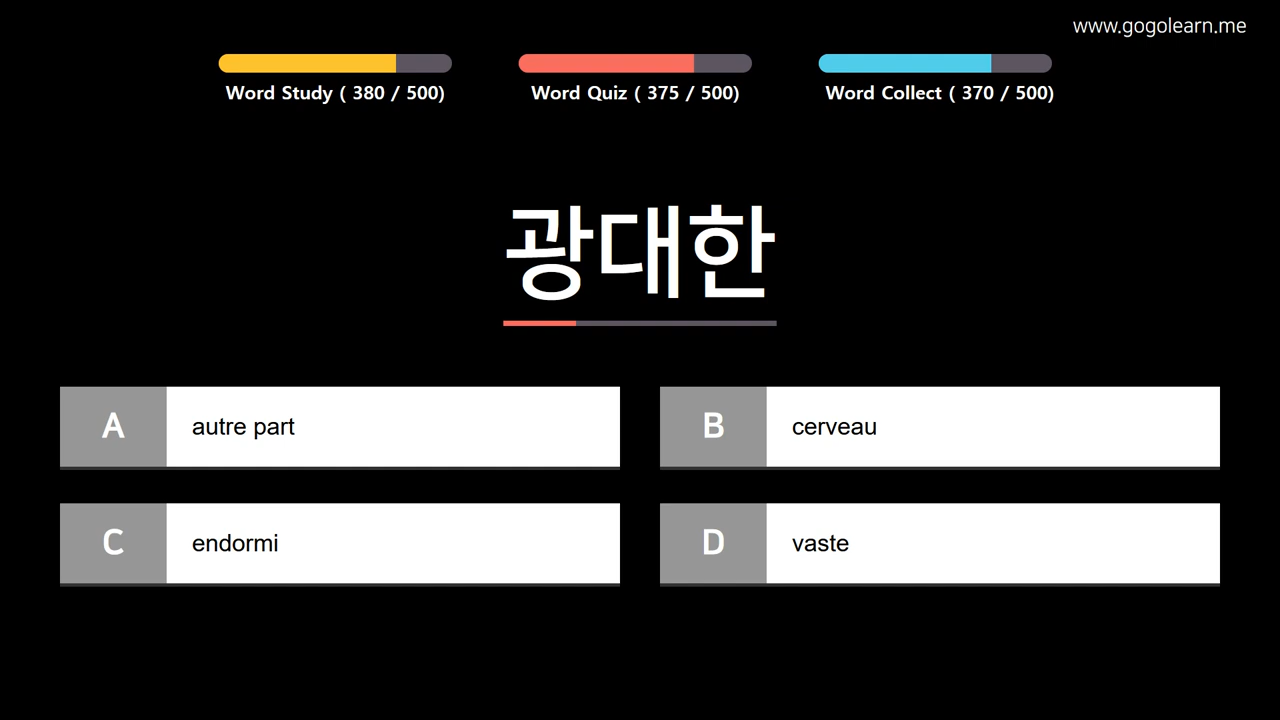 www.gogolearn.me
Word Study ( 380 / 500)
Word Quiz ( 375 / 500)
Word Collect ( 370 / 500)
광대한
A autre part
B cerveau
C endormi
D vaste